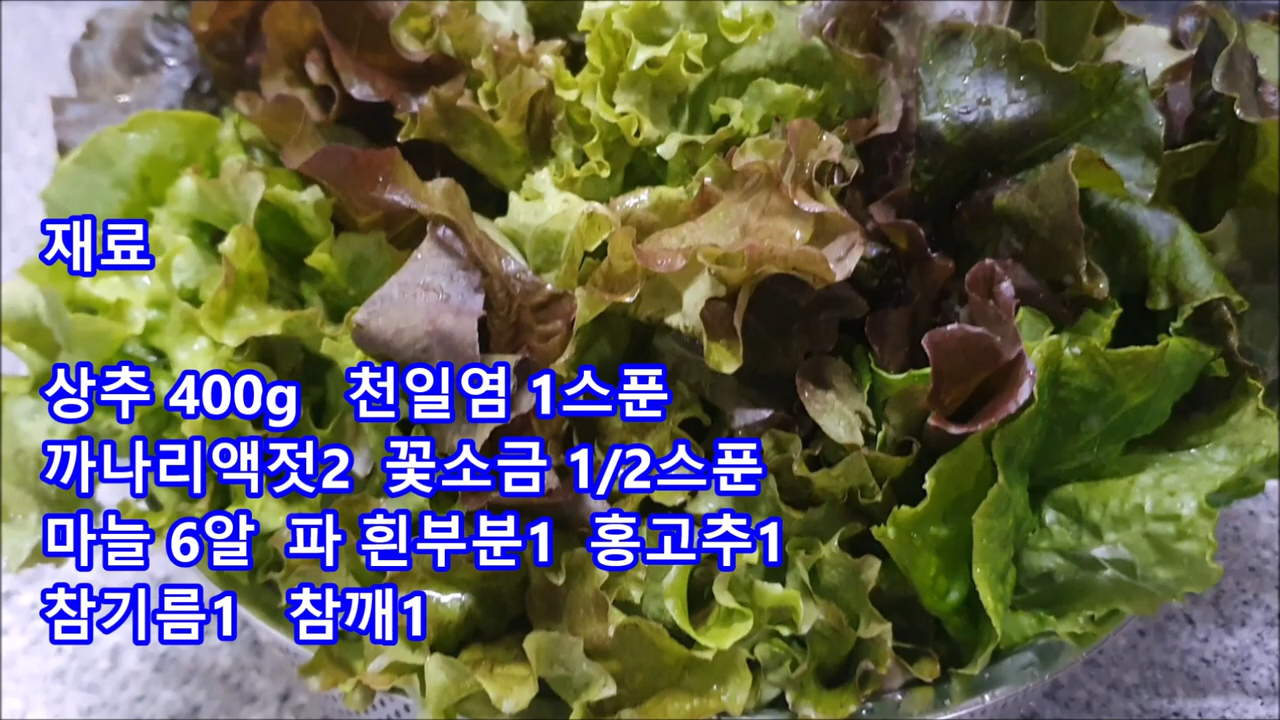 재료
상추 400g 천일염 1스푼
까나리액젓2 꽃소금 1/2스푼
마늘 6알 파 흰부분1 홍고추1
참기름1 참깨1